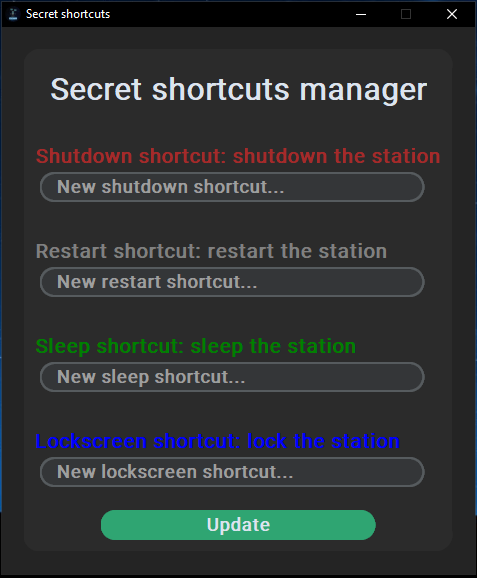 Secret shortcuts
Secret shortcuts manager
Shutdown shortcut: shutdown the station
New shutdown shortcut...
Restart shortcut: restart the station
New restart shortcut...
Sleep shortcut: sleep the station
New sleep shortcut...
Lockscreen shortcut: lock the station
New lockscreen shortcut...
Update